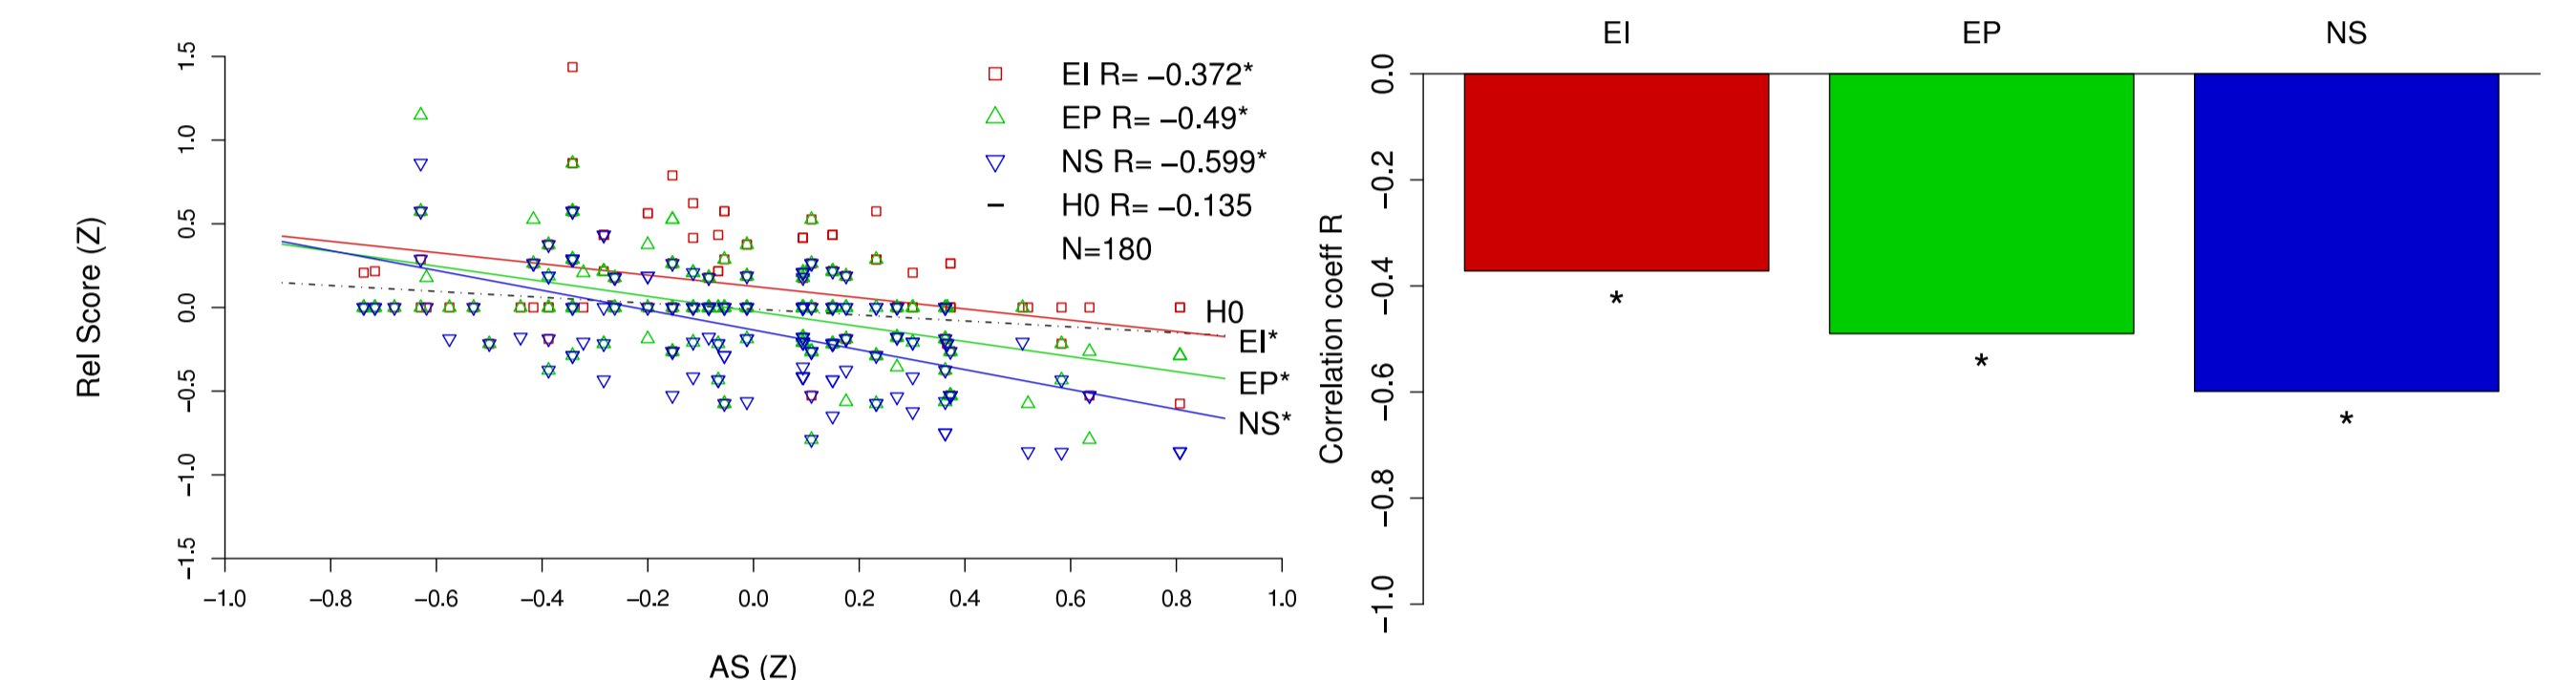 EI R= −0.372*
EP R= −0.49*
NS R= −0.599*
H0 R= −0.135
N=180
H0
EI*
EP*
NS*
Rel Score (Z)
1.5
1.0
0.5
0.0
−0.5
−1.0
−1.5
−1.0 −0.8 −0.6 −0.4 −0.2 0.0 0.2 0.4 0.6 0.8 1.0
AS (Z)
EI EP NS
Correlation coeff R
0.0
−0.2
−0.4
−0.6
−0.8
−1.0
*
*
*